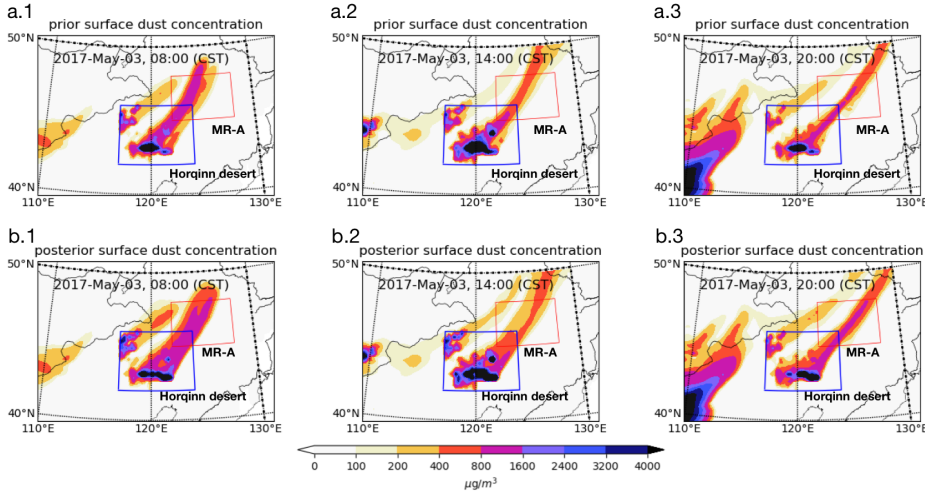 a.1
prior surface dust concentration
50°N
2017-May-03, 08:00 (CST)
MR-A
Horqinn desert
40°N
110°E
120°E
130°E
a.2
prior surface dust concentration
50°N
2017-May-03, 14:00 (CST)
MR-A
Horqinn desert
40°N
110°E
120°E
130°E
a.3
prior surface dust concentration
50°N
2017-May-03, 20:00 (CST)
MR-A
Horqinn desert
40°N
110°E
120°E
130°E
b.1
posterior surface dust concentration
50°N
2017-May-03, 08:00 (CST)
MR-A
Horqinn desert
40°N
110°E
120°E
130°E
b.2
posterior surface dust concentration
50°N
2017-May-03, 14:00 (CST)
MR-A
Horqinn desert
40°N
110°E
120°E
130°E
b.3
posterior surface dust concentration
50°N
2017-May-03, 20:00 (CST)
MR-A
Horqinn desert
40°N
110°E
120°E
130°E
0 100 200 400 800 1600 2400 3200 4000
μg/m³